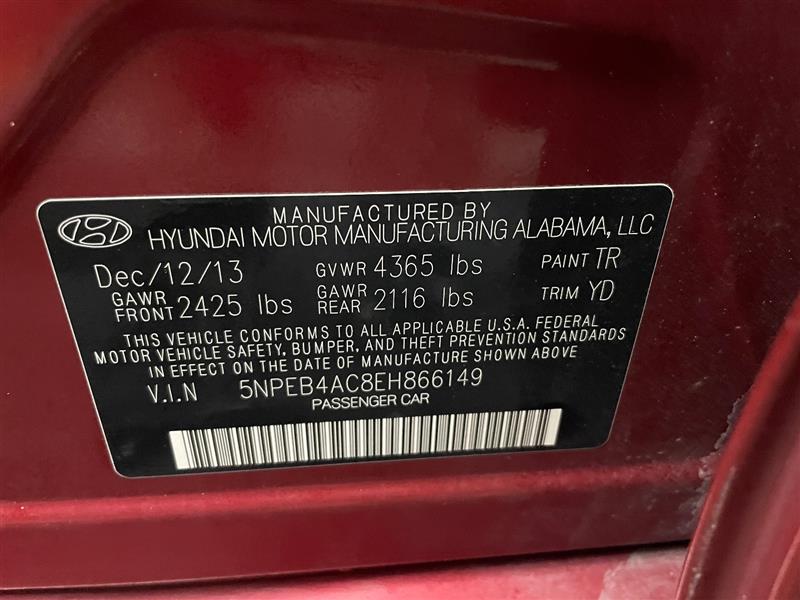 MANUFACTURED BY
HYUNDAI MOTOR MANUFACTURING ALABAMA, LLC
Dec/12/13 GVWR 4365 lbs PAINT TR
GAWR FRONT 2425 lbs GAWR REAR 2116 lbs TRIM YD
THIS VEHICLE CONFORMS TO ALL APPLICABLE U.S.A. FEDERAL
MOTOR VEHICLE SAFETY, BUMPER, AND THEFT PREVENTION STANDARDS
IN EFFECT ON THE DATE OF MANUFACTURE SHOWN ABOVE
V.I.N 5NPEB4AC8EH866149
PASSENGER CAR